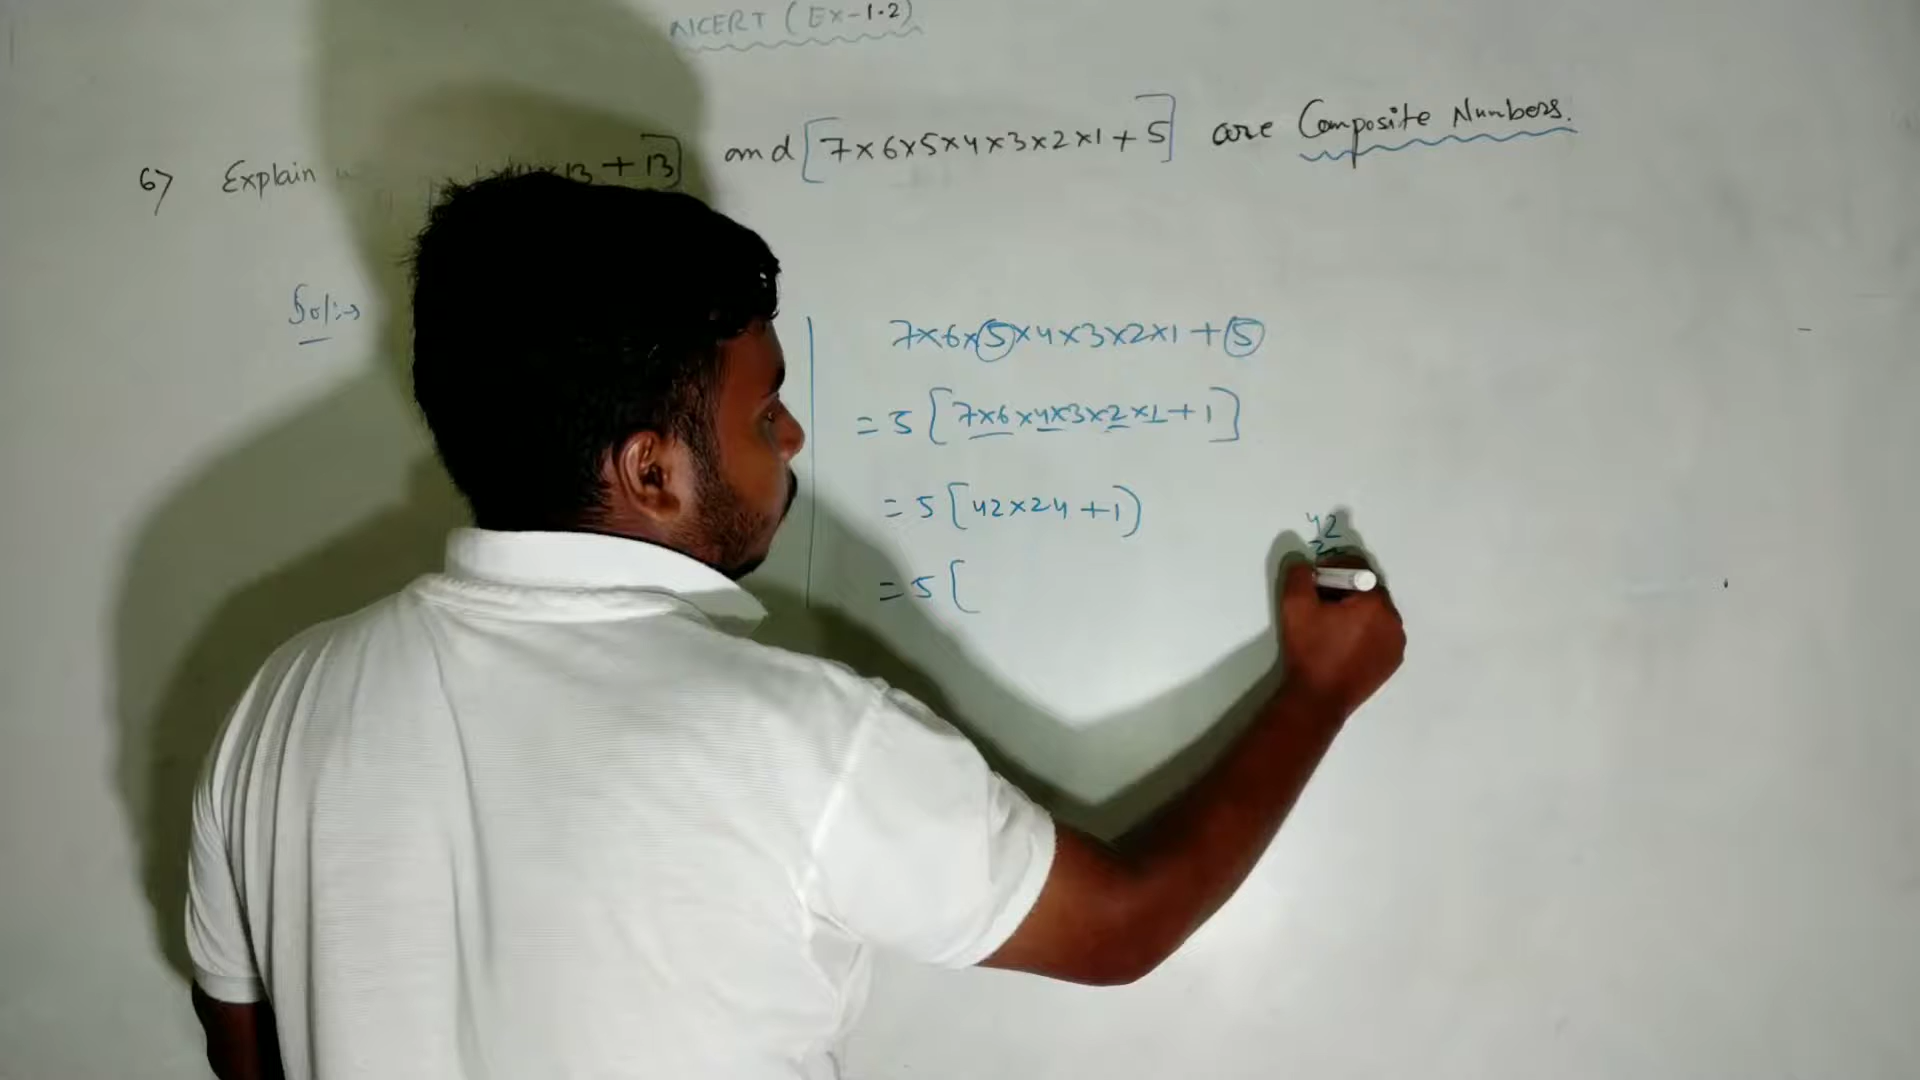 NCERT (Ex-1.2)
6) Explain 13 + 13] and [7×6×5×4×3×2×1+5] are Composite Numbers.
Sol:→
7×6×5×4×3×2×1+5
= 5[7×6×4×3×2×1+1]
= 5[42×24+1)
= 5[
42